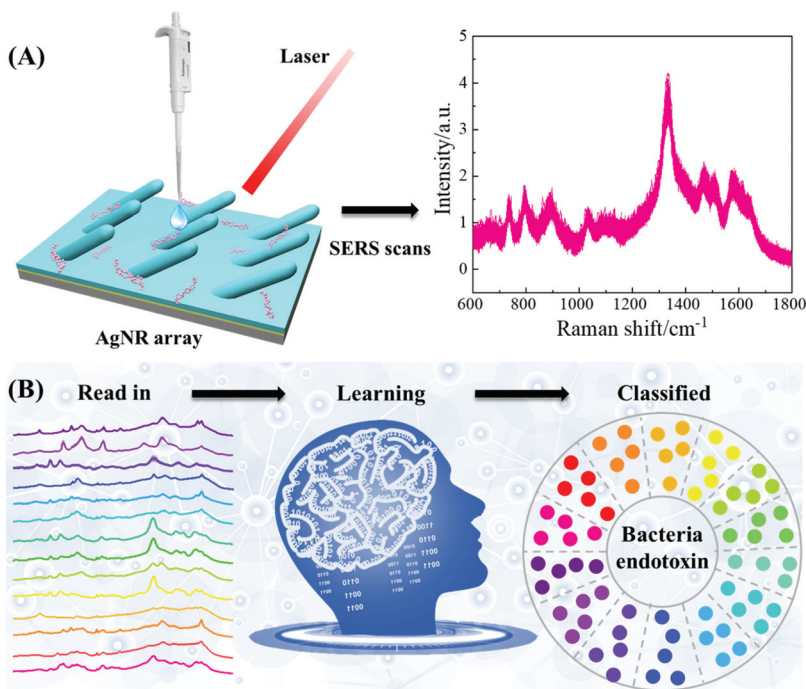 (A)
Laser
SERS scans
AgNR array
Intensity/a.u.
5
4
3
2
1
0
600 800 1000 1200 1400 1600 1800
Raman shift/cm-1
(B)
Read in
Learning
Classified
Bacteria
endotoxin